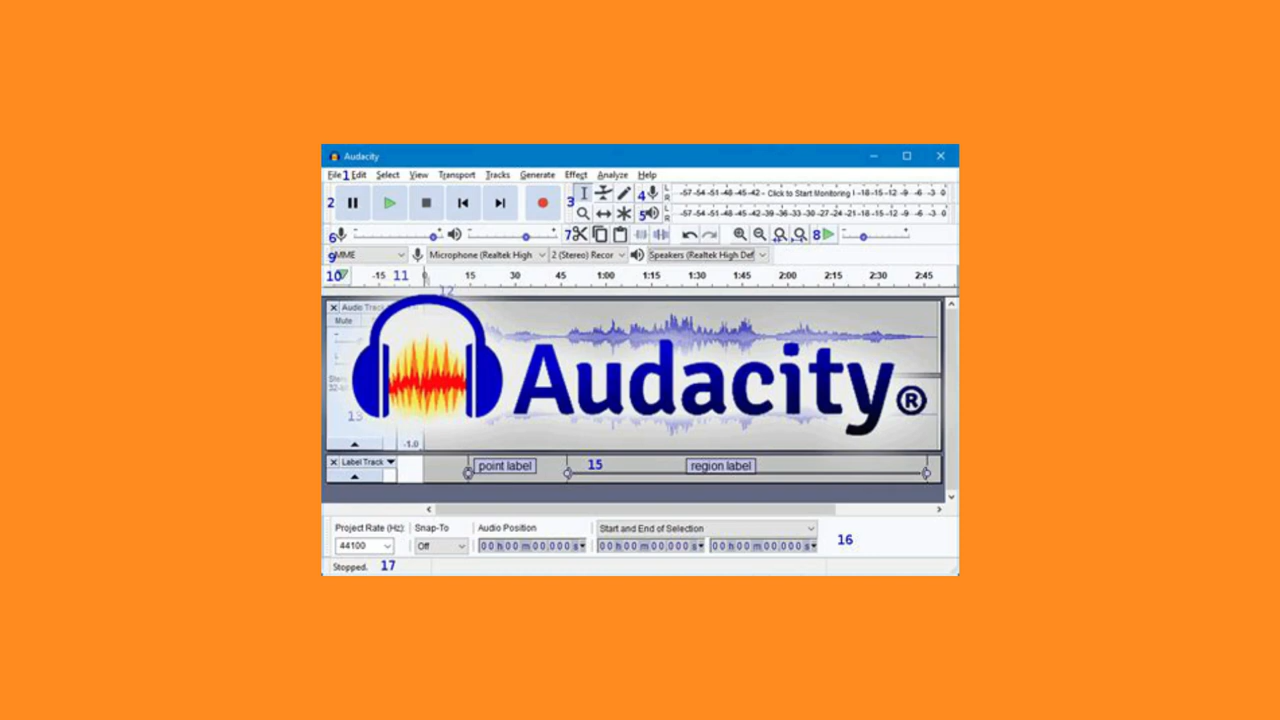 Audacity
File 1 Edit Select View Transport Tracks Generate Effect Analyze Help
2 3 4 L R -57 -54 -51 -48 -45 -42 - Click to Start Monitoring -18 -15 -12 -9 -6 -3 0
5 L R -57 -54 -51 -48 -45 -42 -39 -36 -33 -30 -27 -24 -21 -18 -15 -12 -9 -6 -3 0
6 - + - + 7 8 - +
9 MME Microphone (Realtek High 2 (Stereo) Recor Speakers (Realtek High Def
10 -15 11 0 15 30 45 1:00 1:15 1:30 1:45 2:00 2:15 2:30 2:45
12
Audio Track
Mute
Audacity®
Stereo
32-bit
13
-1.0
Label Track point label 15 region label
Project Rate (Hz): Snap-To Audio Position Start and End of Selection
44100 Off 00 h 00 m 00.000 s 00 h 00 m 00.000 s 00 h 00 m 00.000 s 16
Stopped. 17